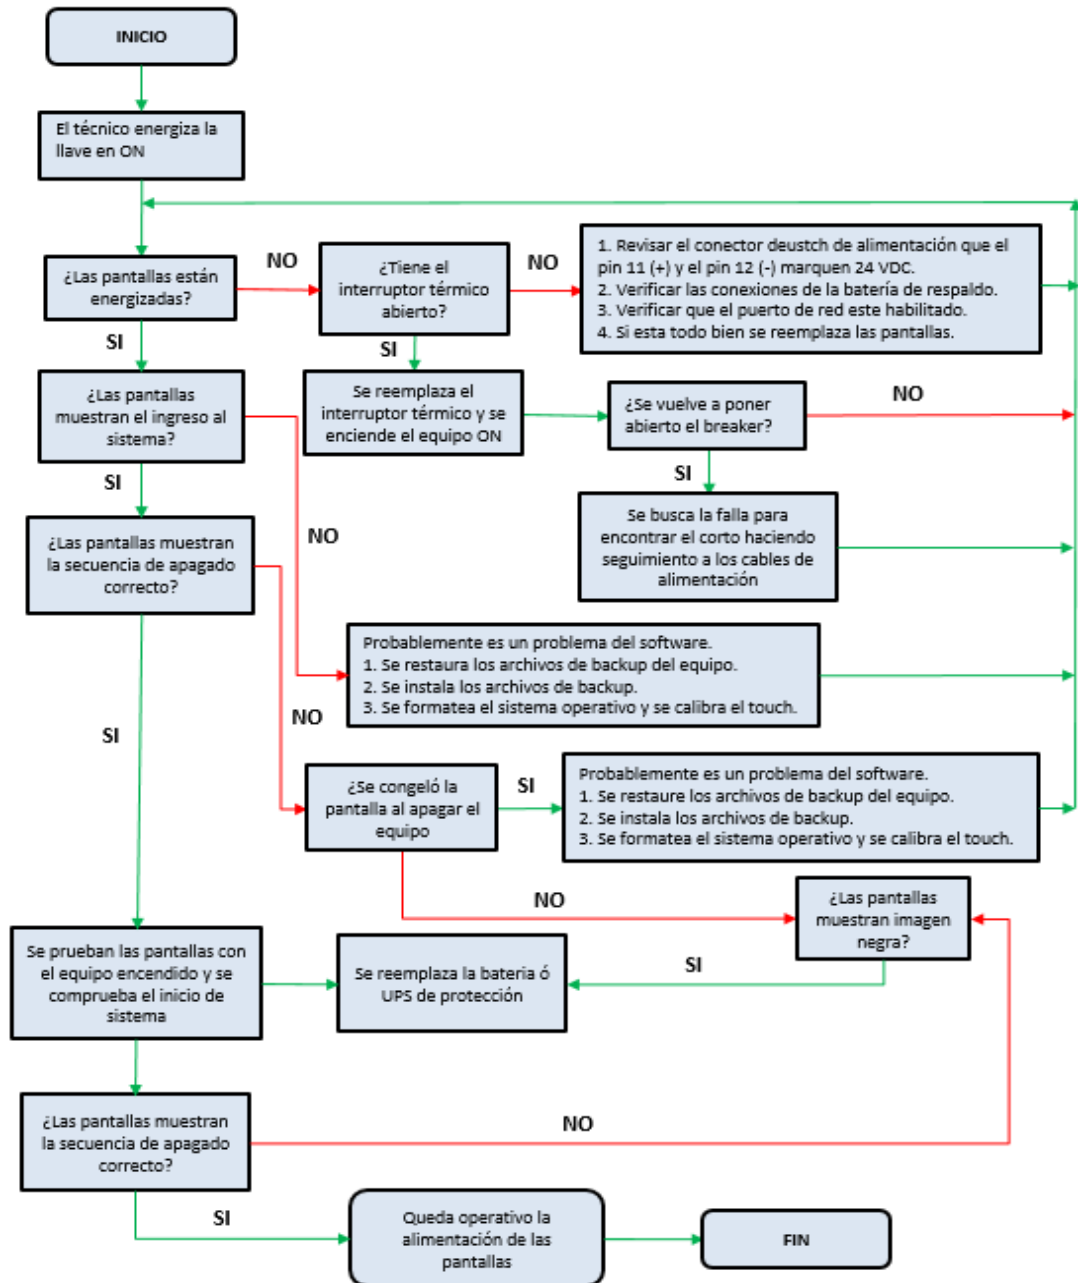 INICIO
El técnico energiza la
llave en ON
¿Las pantallas están
energizadas?
NO
¿Tiene el
interruptor térmico
abierto?
NO
1. Revisar el conector deustch de alimentación que el
pin 11 (+) y el pin 12 (-) marquen 24 VDC.
2. Verificar las conexiones de la batería de respaldo.
3. Verificar que el puerto de red este habilitado.
4. Si esta todo bien se reemplaza las pantallas.
SI
SI
¿Las pantallas
muestran el ingreso al
sistema?
Se reemplaza el
interruptor térmico y se
enciende el equipo ON
¿Se vuelve a poner
abierto el breaker?
NO
SI
SI
¿Las pantallas muestran
la secuencia de apagado
correcto?
NO
Se busca la falla para
encontrar el corto haciendo
seguimiento a los cables de
alimentación
Probablemente es un problema del software.
1. Se restaura los archivos de backup del equipo.
2. Se instala los archivos de backup.
3. Se formatea el sistema operativo y se calibra el touch.
NO
SI
¿Se congeló la
pantalla al apagar el
equipo
SI
Probablemente es un problema del software.
1. Se restaure los archivos de backup del equipo.
2. Se instala los archivos de backup.
3. Se formatea el sistema operativo y se calibra el touch.
NO
¿Las pantallas
muestran imagen
negra?
Se prueban las pantallas con
el equipo encendido y se
comprueba el inicio de
sistema
Se reemplaza la bateria ó
UPS de protección
SI
¿Las pantallas muestran
la secuencia de apagado
correcto?
NO
SI
Queda operativo la
alimentación de las
pantallas
FIN